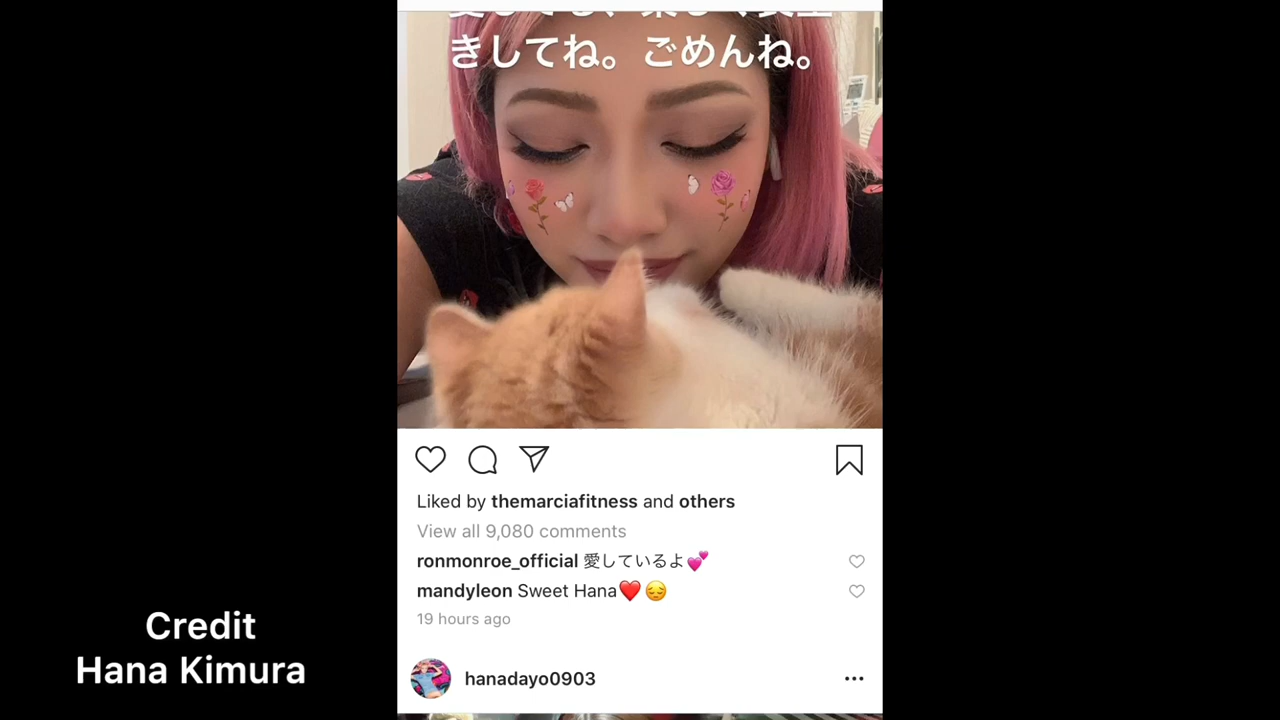 きしてね。ごめんね。
Liked by themarciafitness and others
View all 9,080 comments
ronmonroe_official 愛しているよ💕
mandyleon Sweet Hana❤️😔
19 hours ago
Credit
Hana Kimura
hanadayo0903